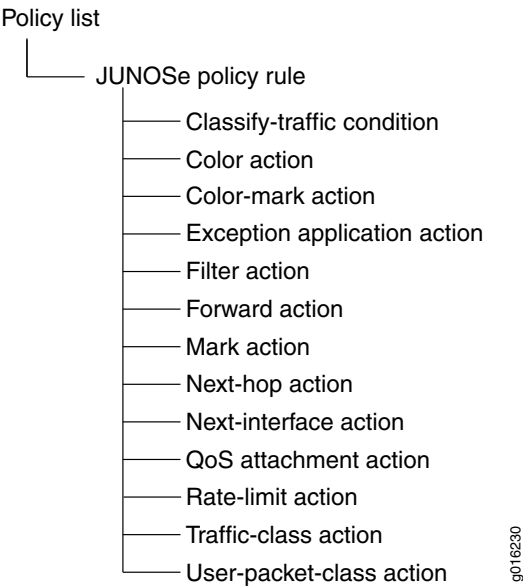 Policy list
JUNOSe policy rule
Classify-traffic condition
Color action
Color-mark action
Exception application action
Filter action
Forward action
Mark action
Next-hop action
Next-interface action
QoS attachment action
Rate-limit action
Traffic-class action
User-packet-class action
g016230